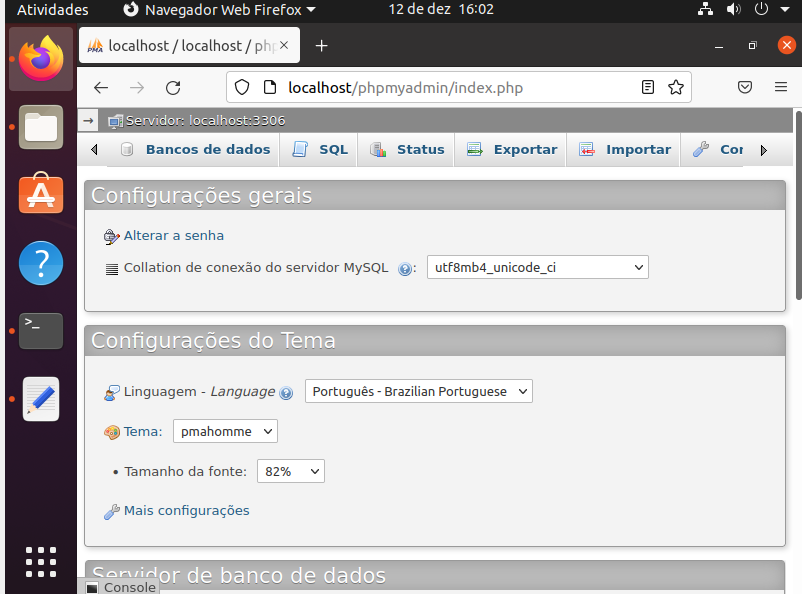 Atividades Navegador Web Firefox 12 de dez 16:02
localhost / localhost / php
localhost/phpmyadmin/index.php
Servidor: localhost:3306
Bancos de dados SQL Status Exportar Importar Cor
Configurações gerais
Alterar a senha
Collation de conexão do servidor MySQL : utf8mb4_unicode_ci
Configurações do Tema
Linguagem - Language Português - Brazilian Portuguese
Tema: pmahomme
• Tamanho da fonte: 82%
Mais configurações
Servidor de banco de dados
Console